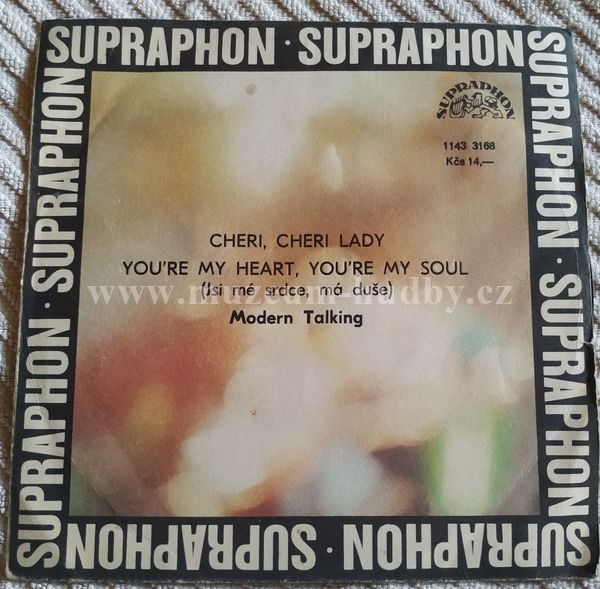 SUPRAPHON · SUPRAPHON
SUPRAPHON · SUPRAPHON
SUPRAPHON · SUPRAPHON
SUPRAPHON · SUPRAPHON
SUPRAPHON
1143 3168
Kčs 14,—
CHERI, CHERI LADY
YOU'RE MY HEART, YOU'RE MY SOUL
(Jsi mé srdce, má duše)
www.muzeum-hudby.cz
Modern Talking